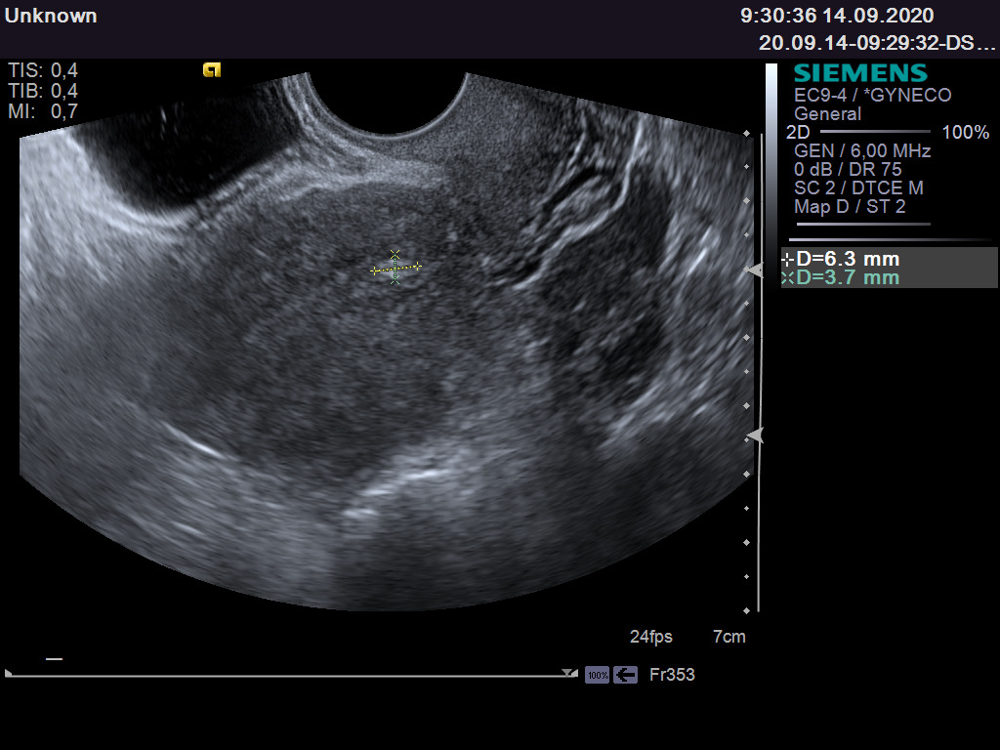 Unknown
9:30:36 14.09.2020
20.09.14-09:29:32-DS...
TIS: 0,4
TIB: 0,4
MI: 0,7
SIEMENS
EC9-4 / *GYNECO
General
2D 100%
GEN / 6,00 MHz
0 dB / DR 75
SC 2 / DTCE M
Map D / ST 2
D=6.3 mm
D=3.7 mm
24fps 7cm
100% Fr353